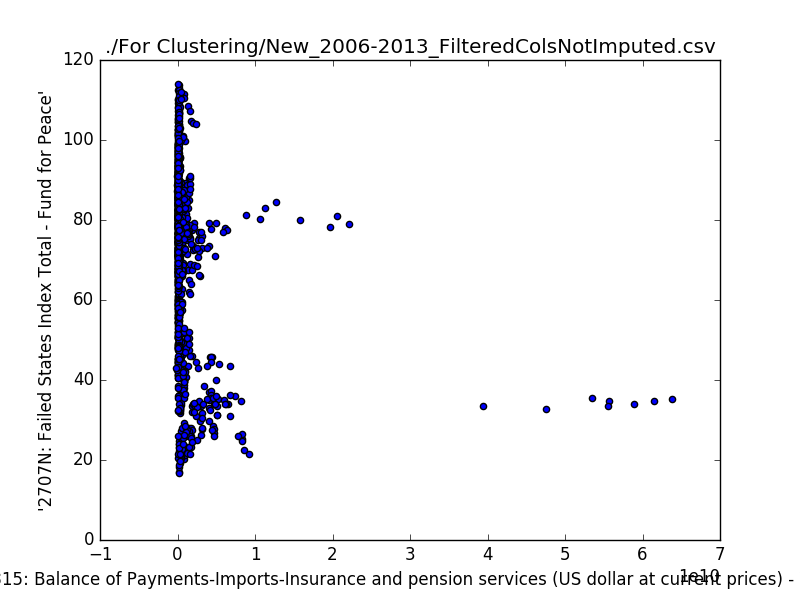 ./For Clustering/New_2006-2013_FilteredColsNotImputed.csv
120
100
80
60
40
20
0
'2707N: Failed States Index Total - Fund for Peace'
−1 0 1 2 3 4 5 6 7
1e10
315: Balance of Payments-Imports-Insurance and pension services (US dollar at current prices) -